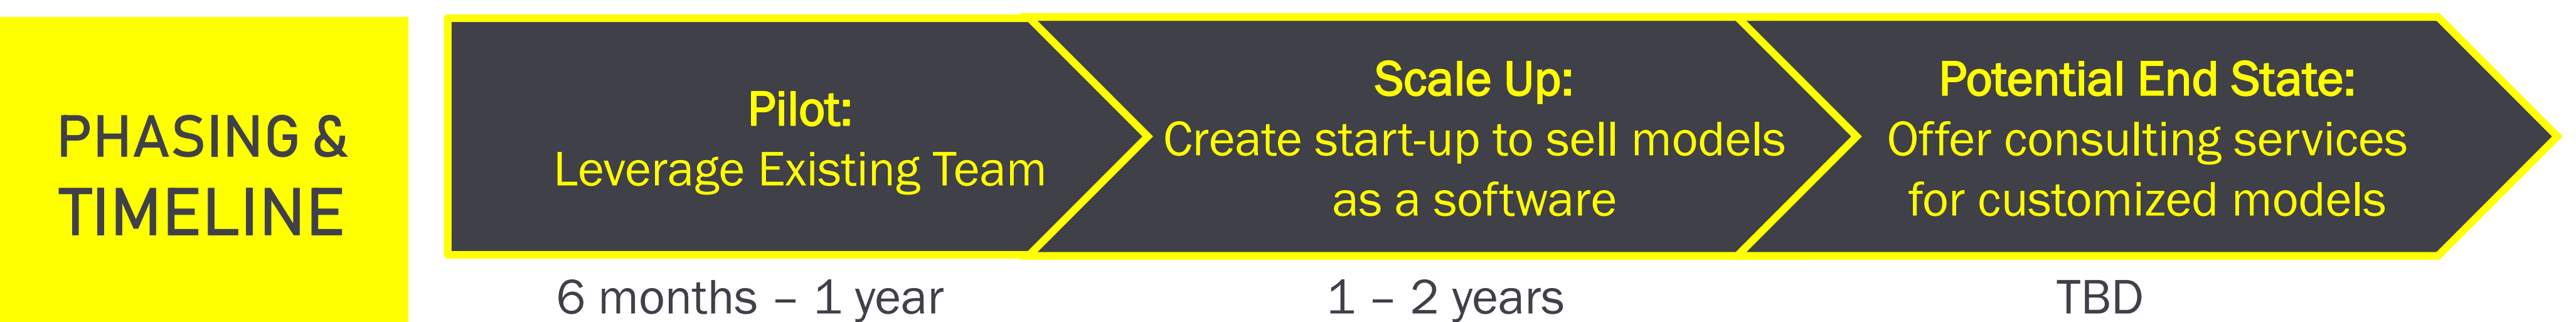 PHASING &
TIMELINE
Pilot:
Leverage Existing Team
Scale Up:
Create start-up to sell models
as a software
Potential End State:
Offer consulting services
for customized models
6 months – 1 year
1 – 2 years
TBD